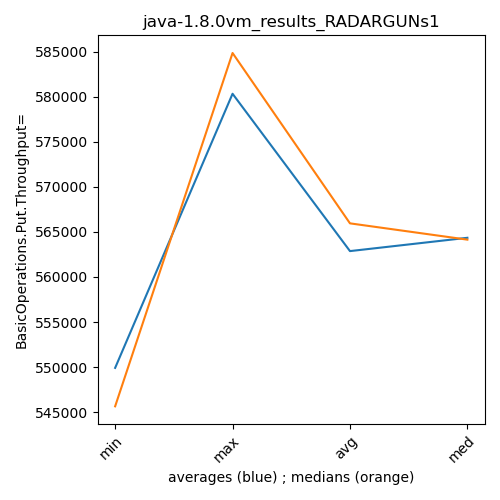 java-1.8.0vm_results_RADARGUNs1
585000
580000
575000
570000
565000
560000
555000
550000
545000
BasicOperations.Put.Throughput=
min
max
avg
med
averages (blue) ; medians (orange)